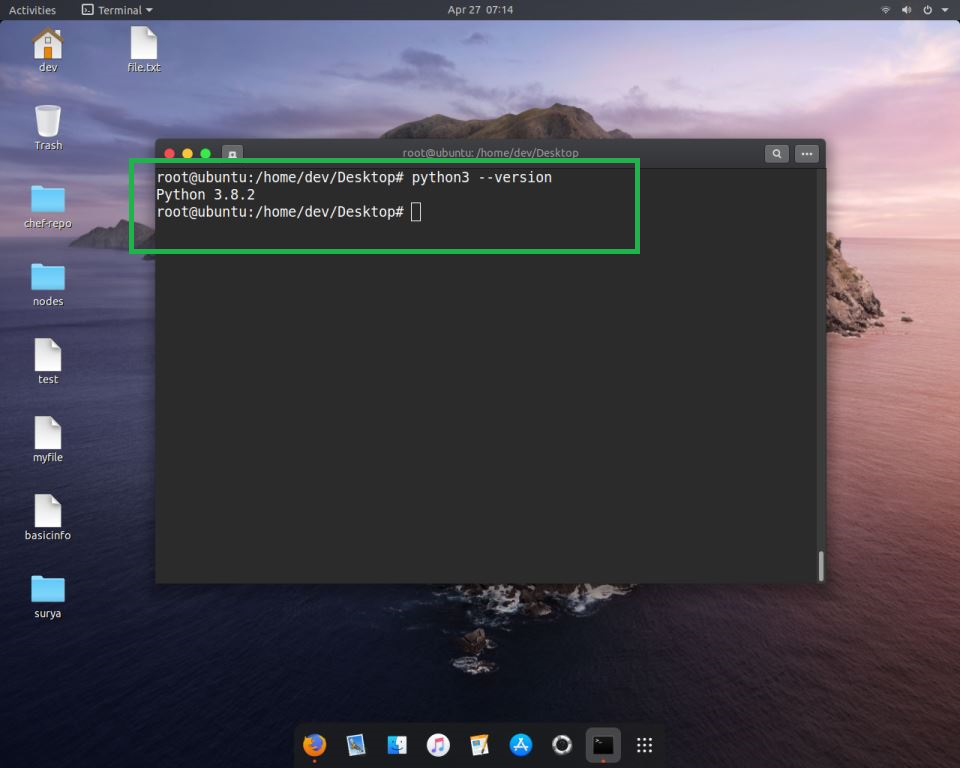 Activities Terminal Apr 27 07:14
dev
file.txt
Trash
chef-repo
nodes
test
myfile
basicinfo
surya
root@ubuntu: /home/dev/Desktop
root@ubuntu:/home/dev/Desktop# python3 --version
Python 3.8.2
root@ubuntu:/home/dev/Desktop#